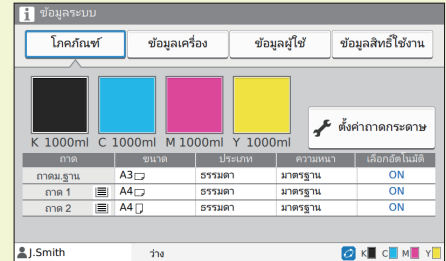 i ข้อมูลระบบ
โภคภัณฑ์ ข้อมูลเครื่อง ข้อมูลผู้ใช้ ข้อมูลสิทธิ์ใช้งาน
K 1000ml C 1000ml M 1000ml Y 1000ml
ตั้งค่าถาดกระดาษ
ถาด ขนาด ประเภท ความหนา เลือกอัตโนมัติ
ถาดม.ฐาน A3 ธรรมดา มาตรฐาน ON
ถาด 1 A4 ธรรมดา มาตรฐาน ON
ถาด 2 A4 ธรรมดา มาตรฐาน ON
J.Smith ว่าง K C M Y